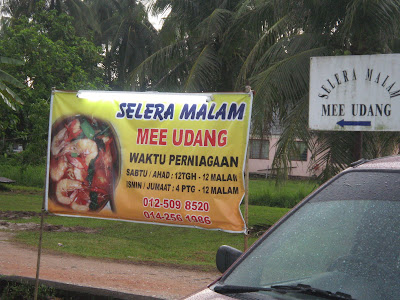 SELERA MALAM
MEE UDANG
WAKTU PERNIAGAAN
SABTU / AHAD : 12TGH - 12 MALAM
ISNIN / JUMAAT : 4 PTG - 12 MALAM
012-509 8520
014-256 1986
SELERA MALAM
MEE UDANG